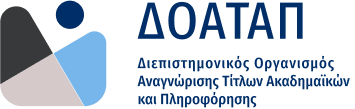 ΔΟΑΤΑΠ
Διεπιστημονικός Οργανισμός
Αναγνώρισης Τίτλων Ακαδημαϊκών
και Πληροφόρησης